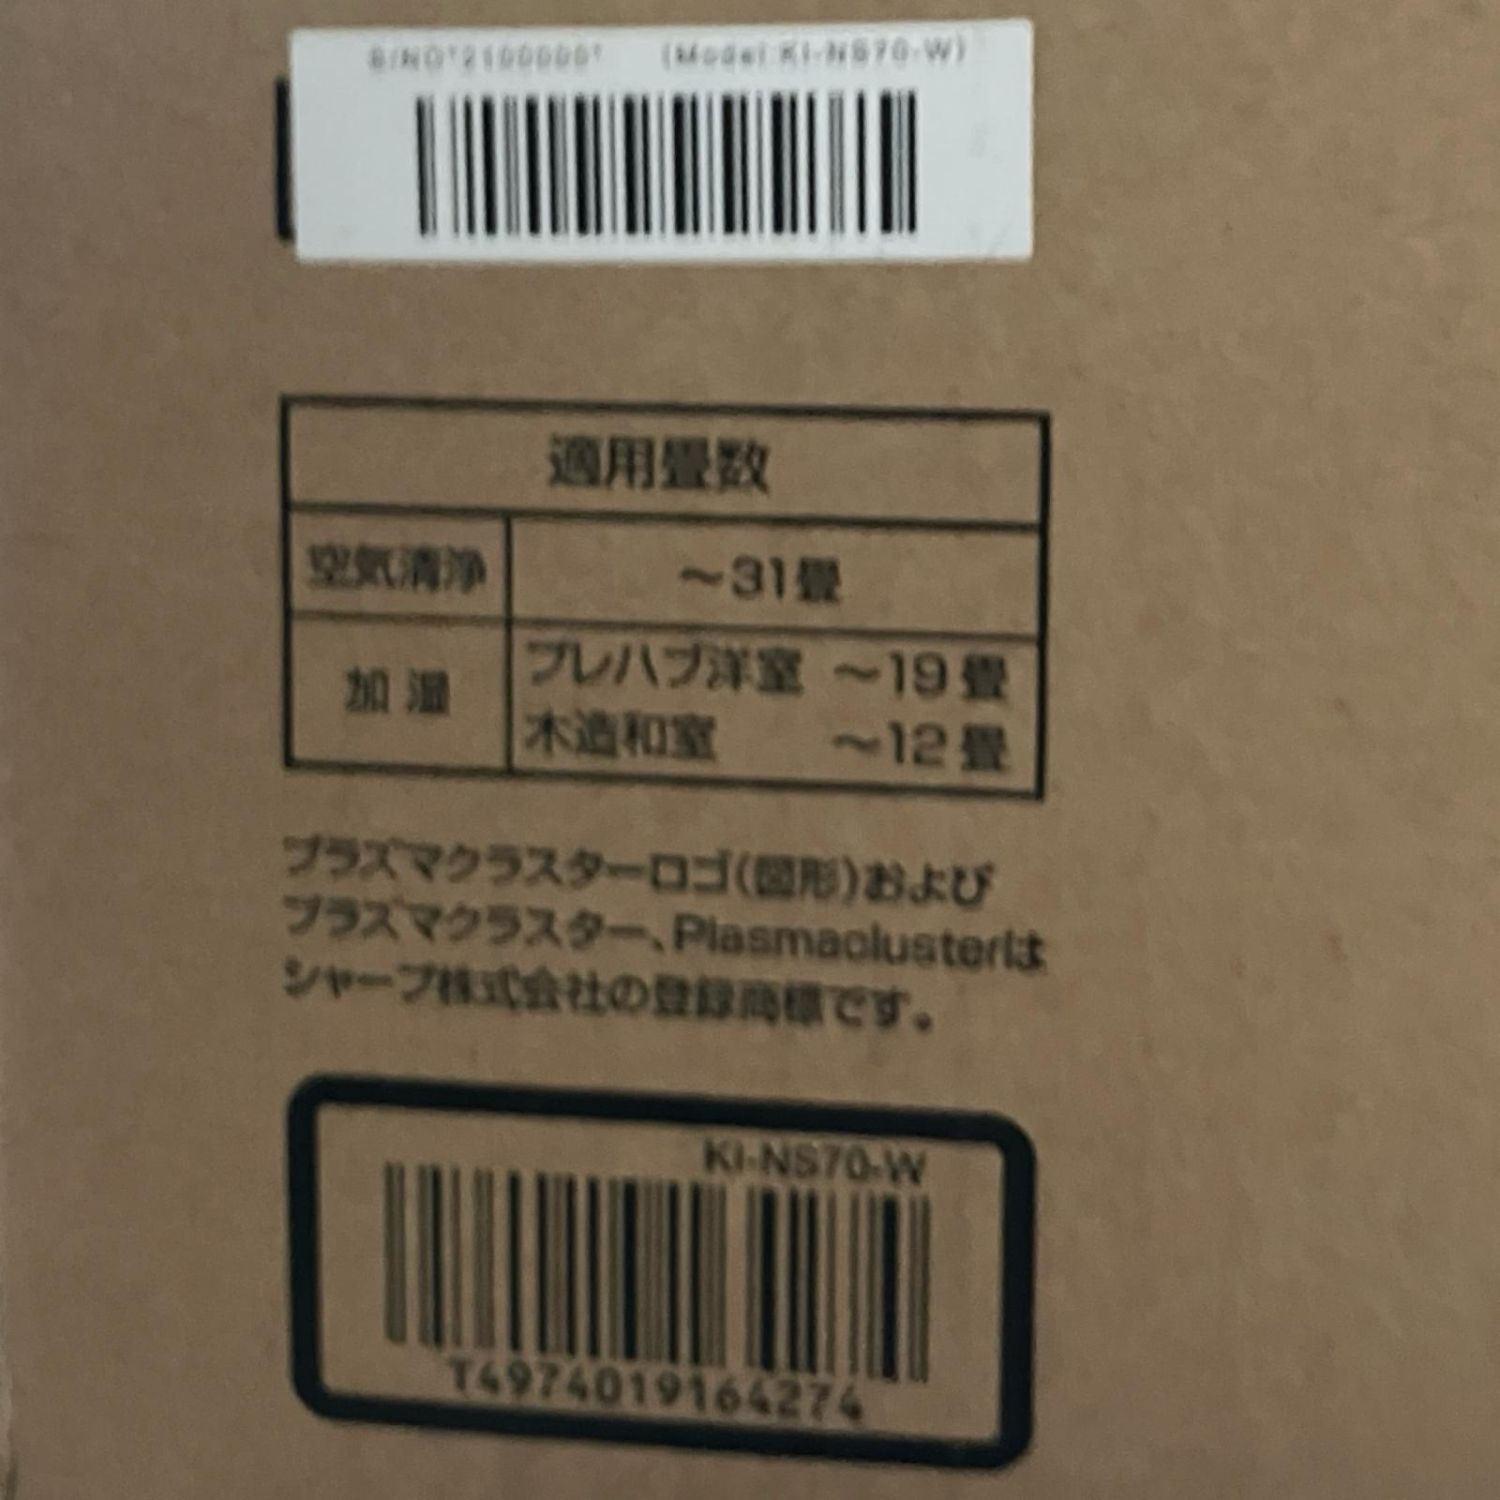 (Model:KI-NS70-W)
適用畳数
空気清浄 ～31畳
加湿 プレハブ洋室 ～19畳
木造和室 ～12畳
プラズマクラスターロゴ(図形)および
プラズマクラスター、Plasmaclusterは
シャープ株式会社の登録商標です。
KI-NS70-W
T4974019164274